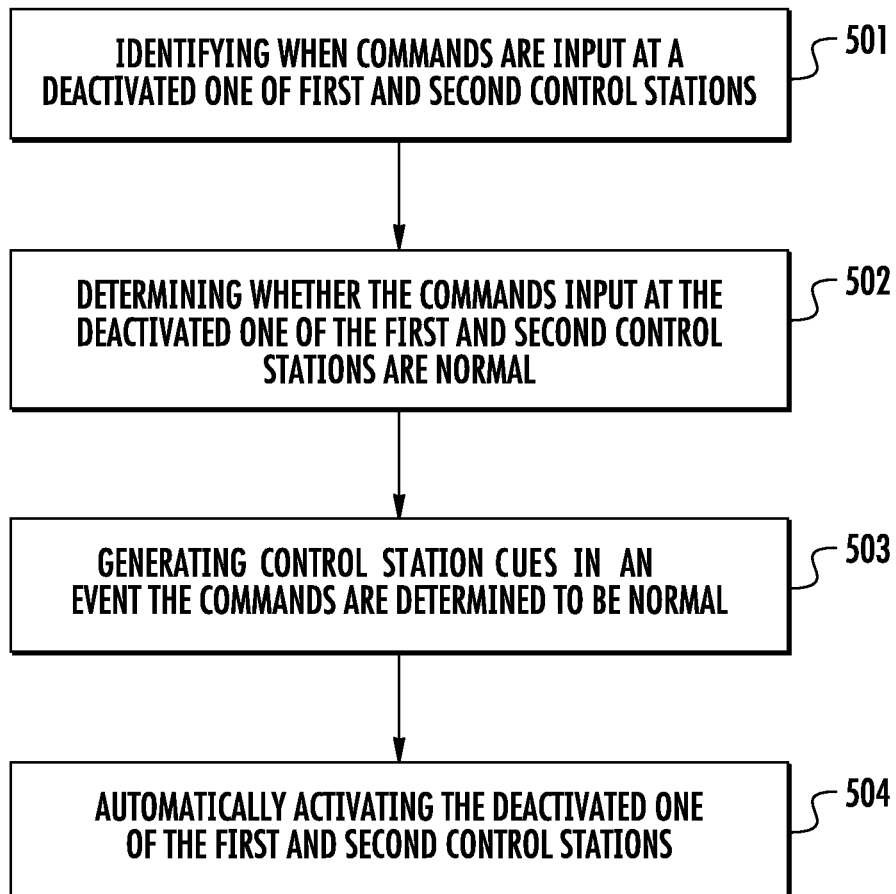 IDENTIFYING WHEN COMMANDS ARE INPUT AT A
DEACTIVATED ONE OF FIRST AND SECOND CONTROL STATIONS
501
DETERMINING WHETHER THE COMMANDS INPUT AT THE
DEACTIVATED ONE OF THE FIRST AND SECOND CONTROL
STATIONS ARE NORMAL
502
GENERATING CONTROL STATION CUES IN AN
EVENT THE COMMANDS ARE DETERMINED TO BE NORMAL
503
AUTOMATICALLY ACTIVATING THE DEACTIVATED ONE
OF THE FIRST AND SECOND CONTROL STATIONS
504